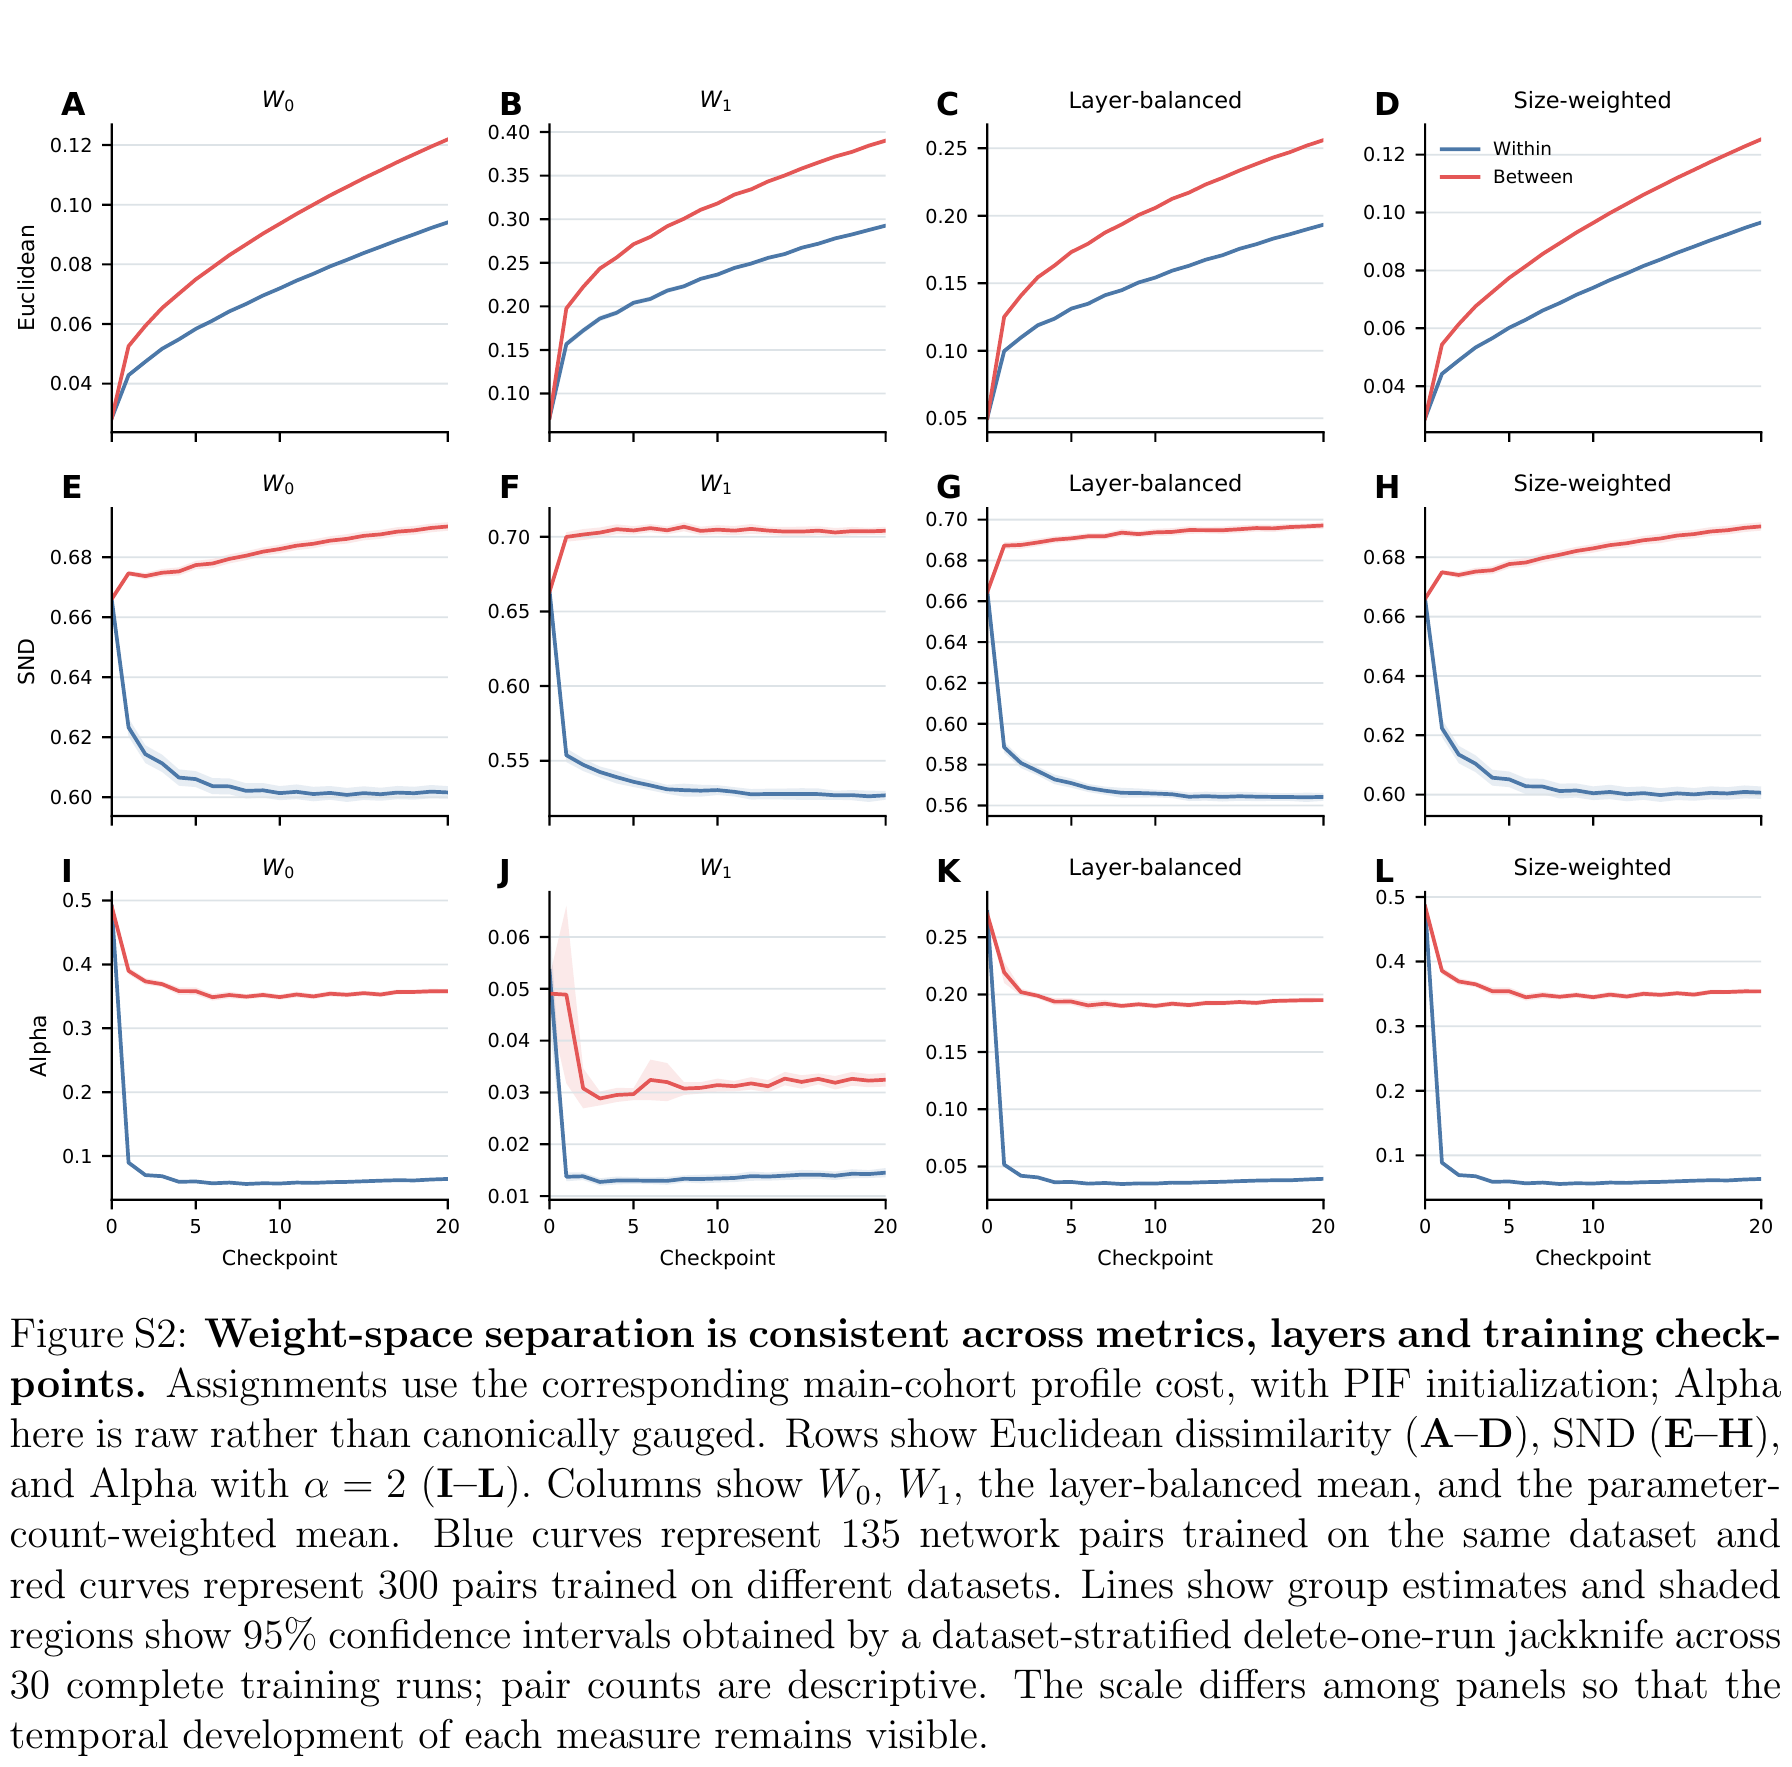 A W0
B W1
C Layer-balanced
D Size-weighted
Euclidean
0.12
0.10
0.08
0.06
0.04
0.40
0.35
0.30
0.25
0.20
0.15
0.10
0.25
0.20
0.15
0.10
0.05
0.12
0.10
0.08
0.06
0.04
Within
Between
E W0
F W1
G Layer-balanced
H Size-weighted
SND
0.68
0.66
0.64
0.62
0.60
0.70
0.65
0.60
0.55
0.70
0.68
0.66
0.64
0.62
0.60
0.58
0.56
0.68
0.66
0.64
0.62
0.60
I W0
J W1
K Layer-balanced
L Size-weighted
Alpha
0.5
0.4
0.3
0.2
0.1
0.06
0.05
0.04
0.03
0.02
0.01
0.25
0.20
0.15
0.10
0.05
0.5
0.4
0.3
0.2
0.1
0 5 10 20
0 5 10 20
0 5 10 20
0 5 10 20
Checkpoint
Checkpoint
Checkpoint
Checkpoint
Figure S2: Weight-space separation is consistent across metrics, layers and training check-
points. Assignments use the corresponding main-cohort profile cost, with PIF initialization; Alpha
here is raw rather than canonically gauged. Rows show Euclidean dissimilarity (A–D), SND (E–H),
and Alpha with α = 2 (I–L). Columns show W0, W1, the layer-balanced mean, and the parameter-
count-weighted mean. Blue curves represent 135 network pairs trained on the same dataset and
red curves represent 300 pairs trained on different datasets. Lines show group estimates and shaded
regions show 95% confidence intervals obtained by a dataset-stratified delete-one-run jackknife across
30 complete training runs; pair counts are descriptive. The scale differs among panels so that the
temporal development of each measure remains visible.